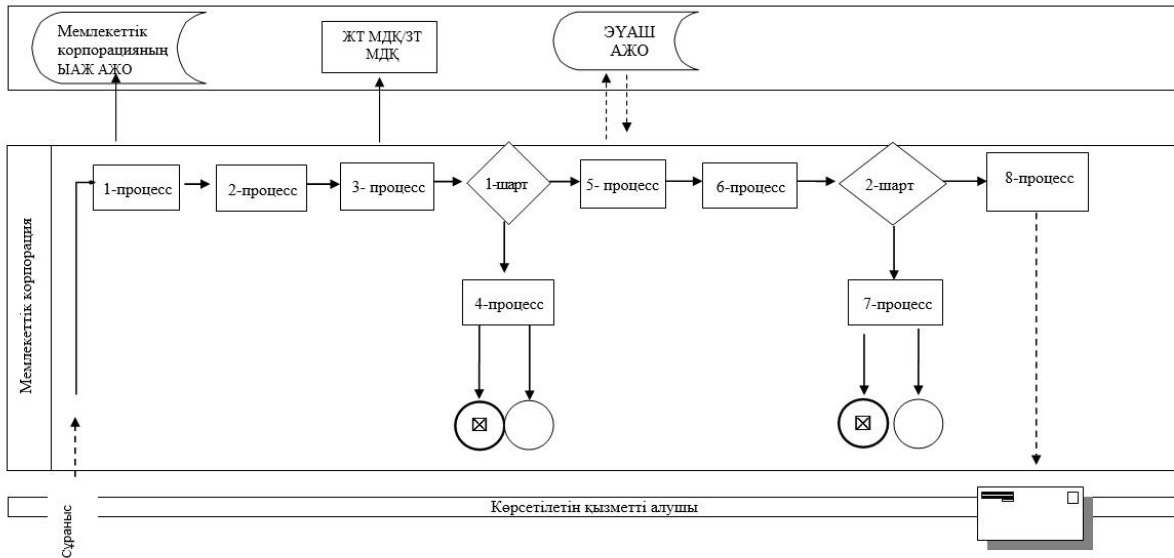 Мемлекеттік
корпорацияның
ЫАЖ АЖО
ЖТ МДҚ/ЗТ
МДҚ
ЭҮАШ
АЖО
Мемлекеттік корпорация
1-процесс
2-процесс
3- процесс
1-шарт
5- процесс
6-процесс
2-шарт
8-процесс
4-процесс
7-процесс
Сұраныс
Көрсетілетін қызметті алушы